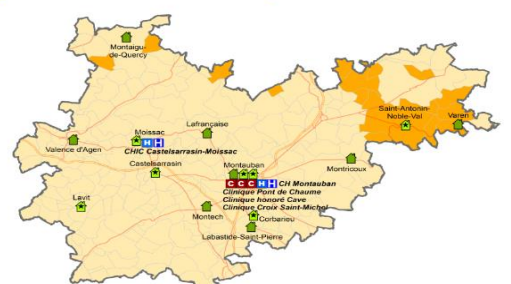 Montaigu-
de-Quercy
Saint-Antonin-
Noble-Val
Varen
Lafrançaise
Moissac
H H
Valence d'Agen
CHIC Castelsarrasin-Moissac
Castelsarrasin
Montauban
Montricoux
C C C H H CH Montauban
Clinique Pont de Chaume
Clinique honoré Cave
Clinique Croix Saint-Michel
Lavit
Montech
Corbarieu
Labastide-Saint-Pierre